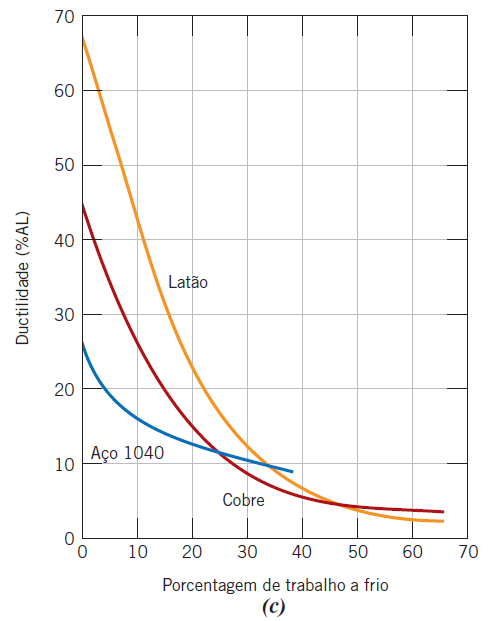 70
60
50
40
30
20
10
0
Ductilidade (%AL)
Latão
Aço 1040
Cobre
0 10 20 30 40 50 60 70
Porcentagem de trabalho a frio
(c)